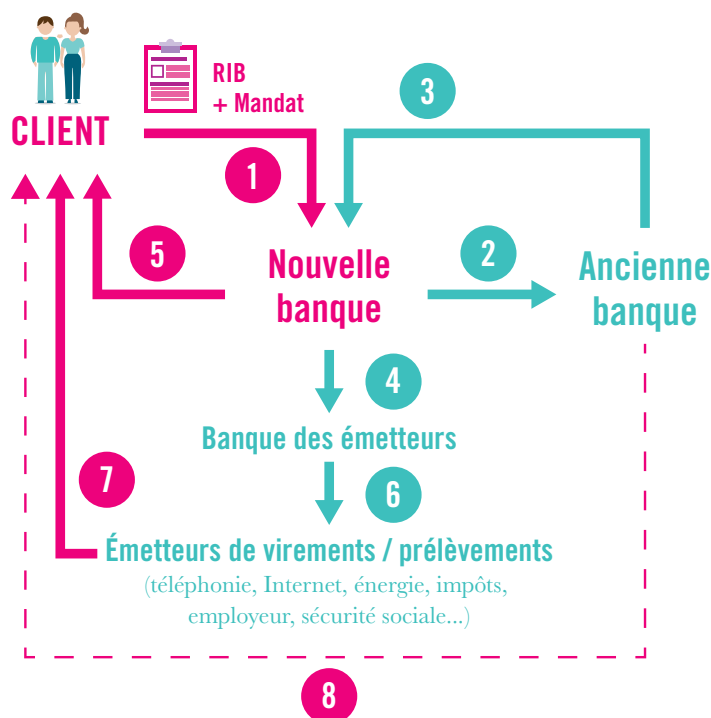 RIB
+ Mandat
CLIENT
3
1
5
2
Nouvelle
banque
Ancienne
banque
4
Banque des émetteurs
7
6
Émetteurs de virements / prélèvements
(téléphonie, Internet, énergie, impôts,
employeur, sécurité sociale...)
8